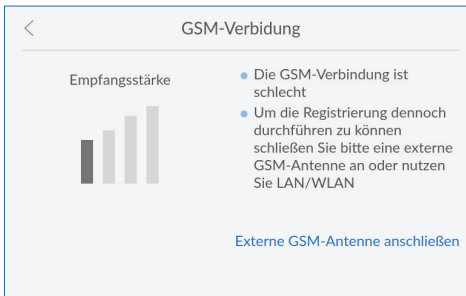 GSM-Verbidung
Empfangsstärke
Die GSM-Verbindung ist
schlecht
Um die Registrierung dennoch
durchführen zu können
schließen Sie bitte eine externe
GSM-Antenne an oder nutzen
Sie LAN/WLAN
Externe GSM-Antenne anschließen